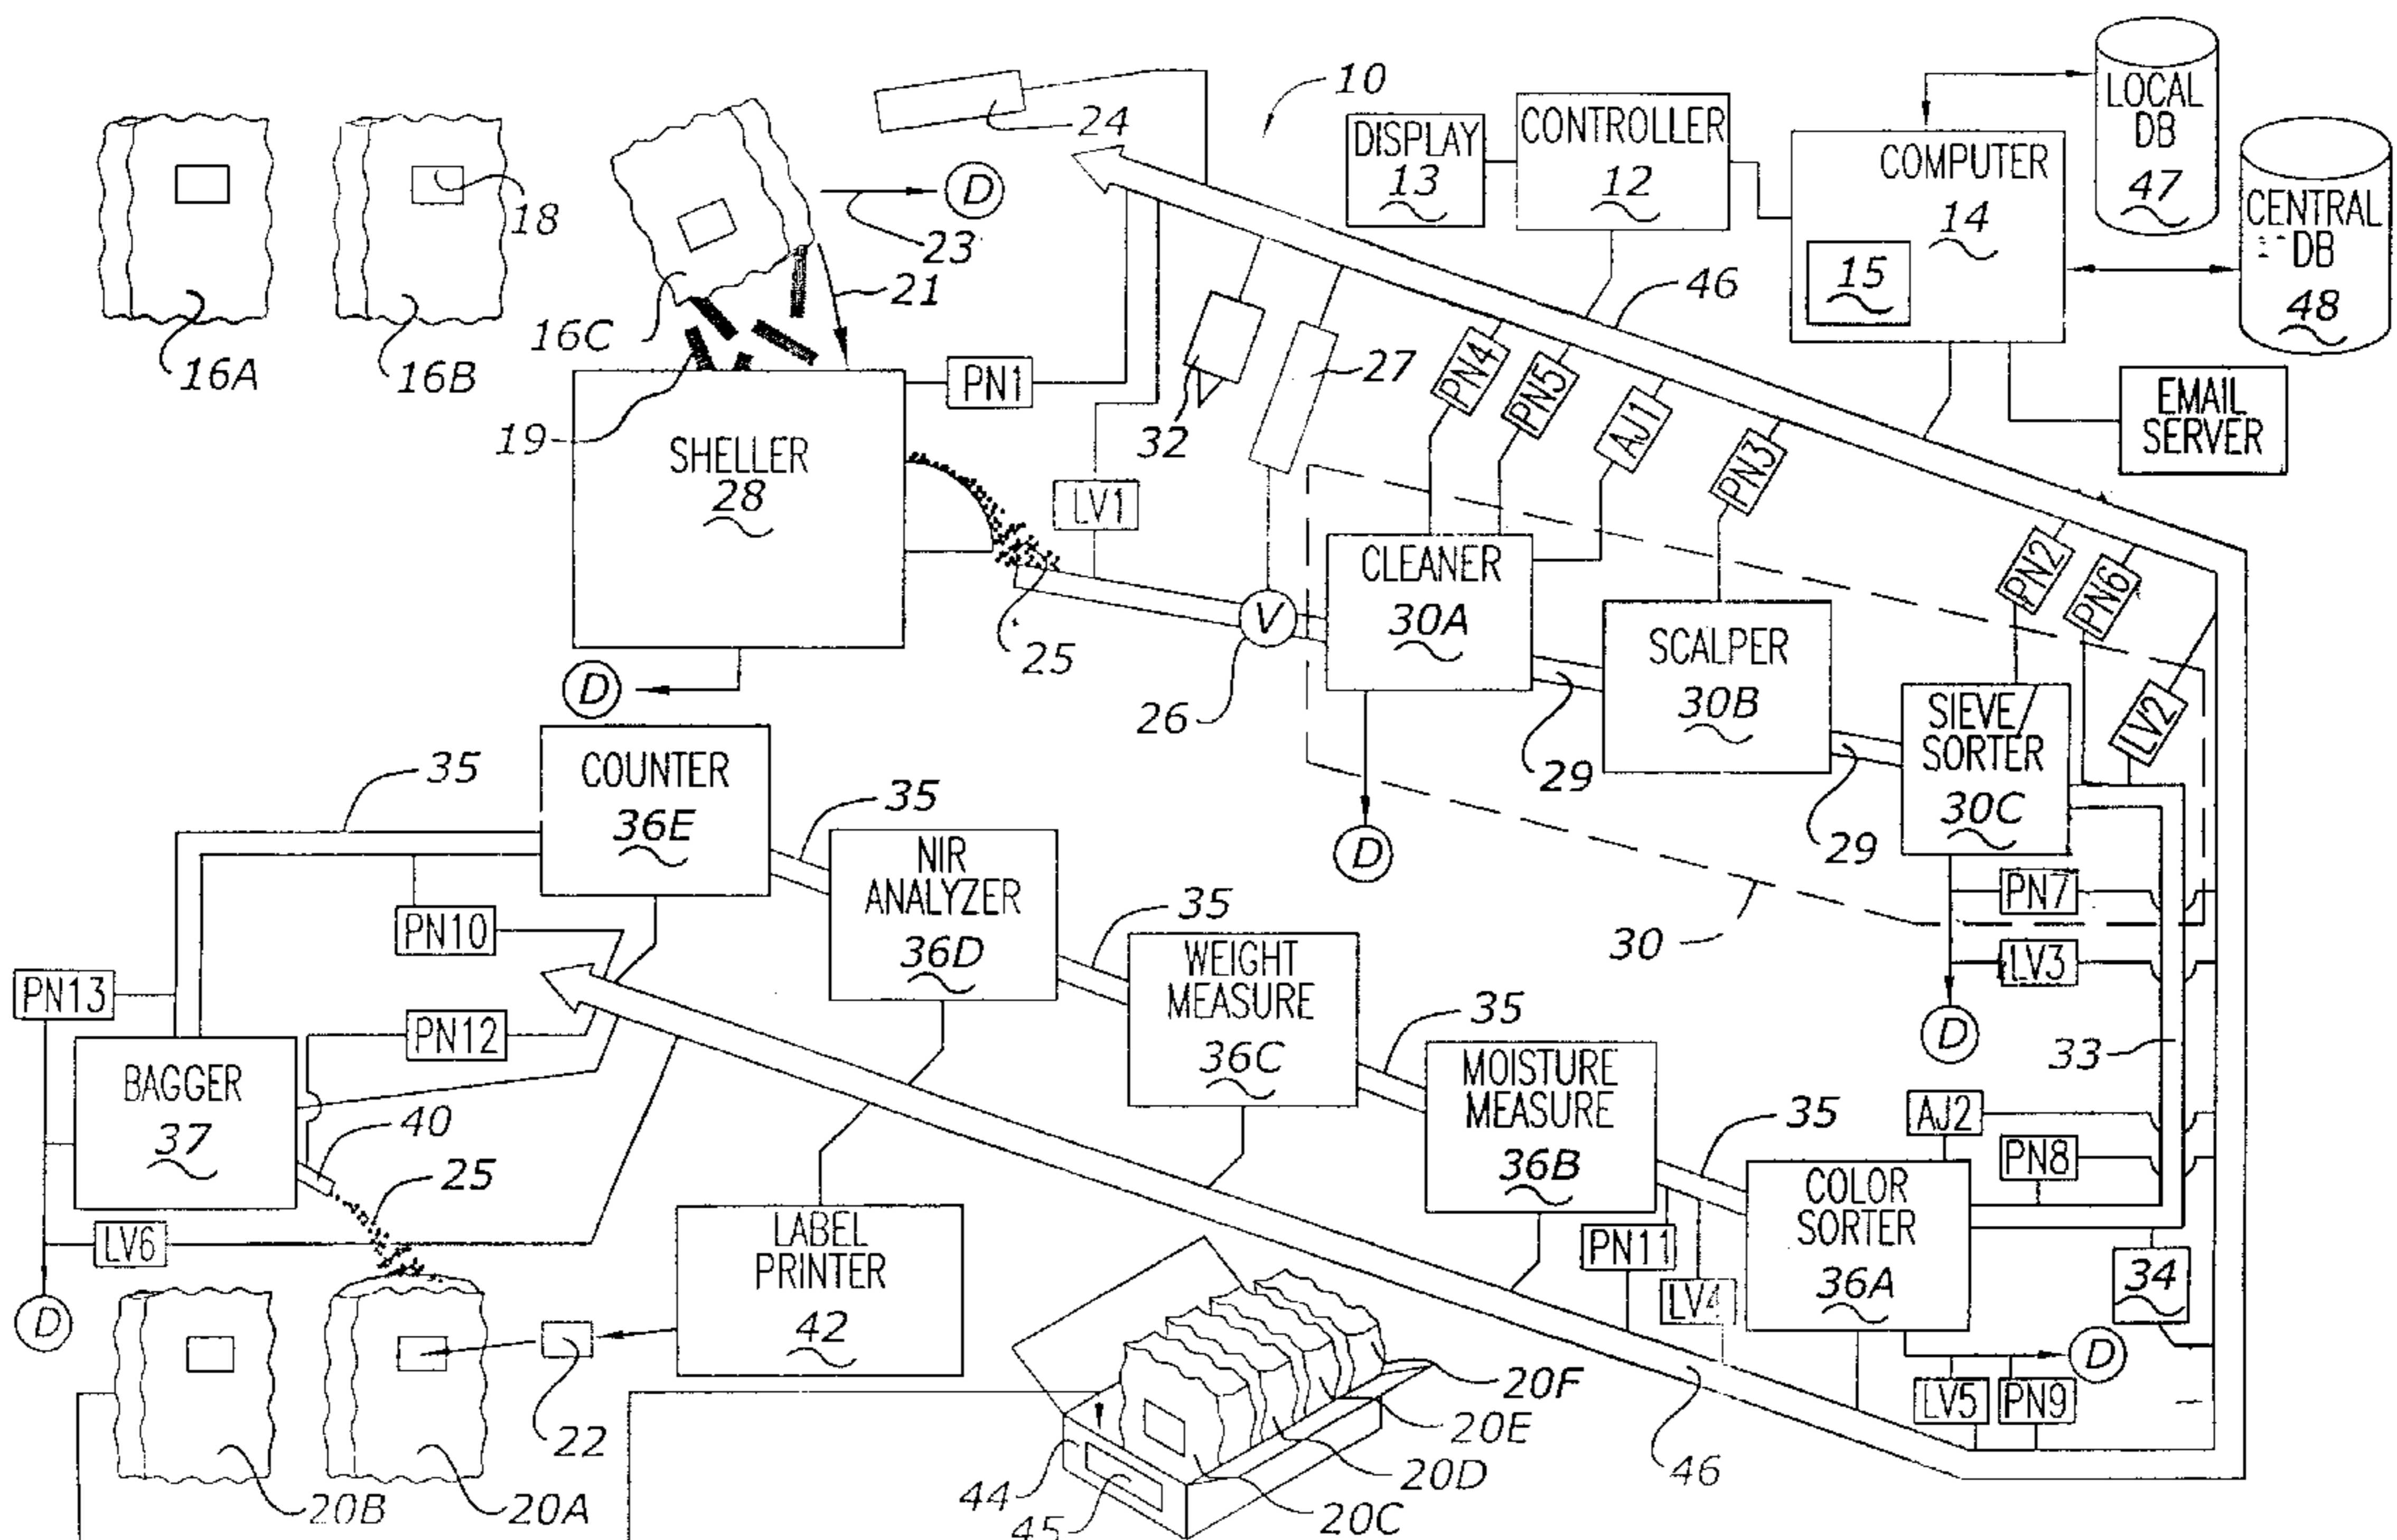 10
24
DISPLAY
13
CONTROLLER
12
COMPUTER
14
15
LOCAL
DB
47
CENTRAL
DB
48
EMAIL
SERVER
18
16A
16B
16C
D
23
21
19
SHELLER
28
D
PN1
LV1
25
32
27
V
26
46
PN4
PN5
AJ1
PN3
PN2
PN6
LV2
CLEANER
30A
D
29
SCALPER
30B
29
SIEVE/
SORTER
30C
30
PN7
LV3
D
33
AJ2
PN8
34
COUNTER
36E
35
35
NIR
ANALYZER
36D
35
WEIGHT
MEASURE
36C
35
MOISTURE
MEASURE
36B
35
COLOR
SORTER
36A
PN11
LV4
D
LV5
PN9
46
PN10
PN13
PN12
BAGGER
37
40
25
LV6
D
LABEL
PRINTER
42
22
20B
20A
20F
20E
20D
20C
44
45